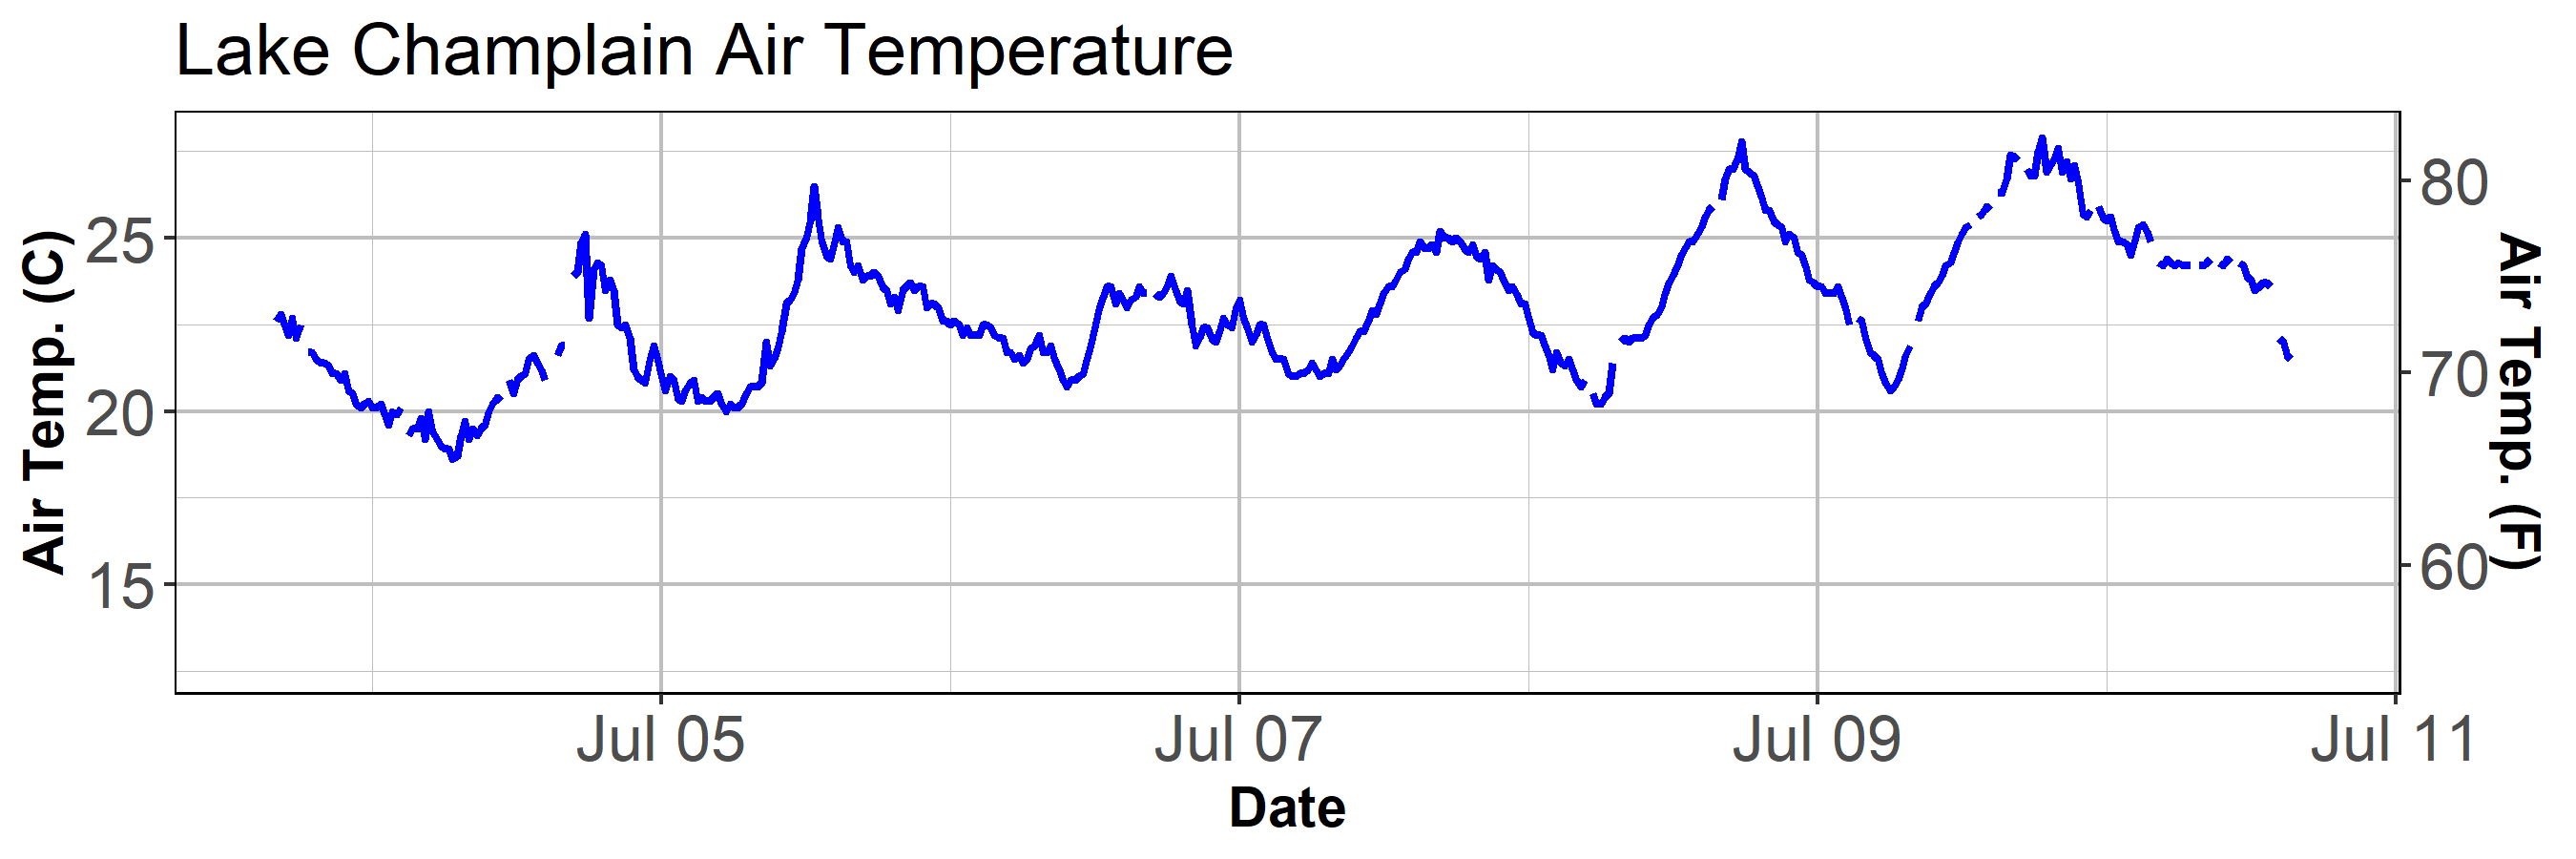 Lake Champlain Air Temperature
Air Temp. (C)
25
20
15
80
70
60
Air Temp. (F)
Jul 05 Jul 07 Jul 09 Jul 11
Date